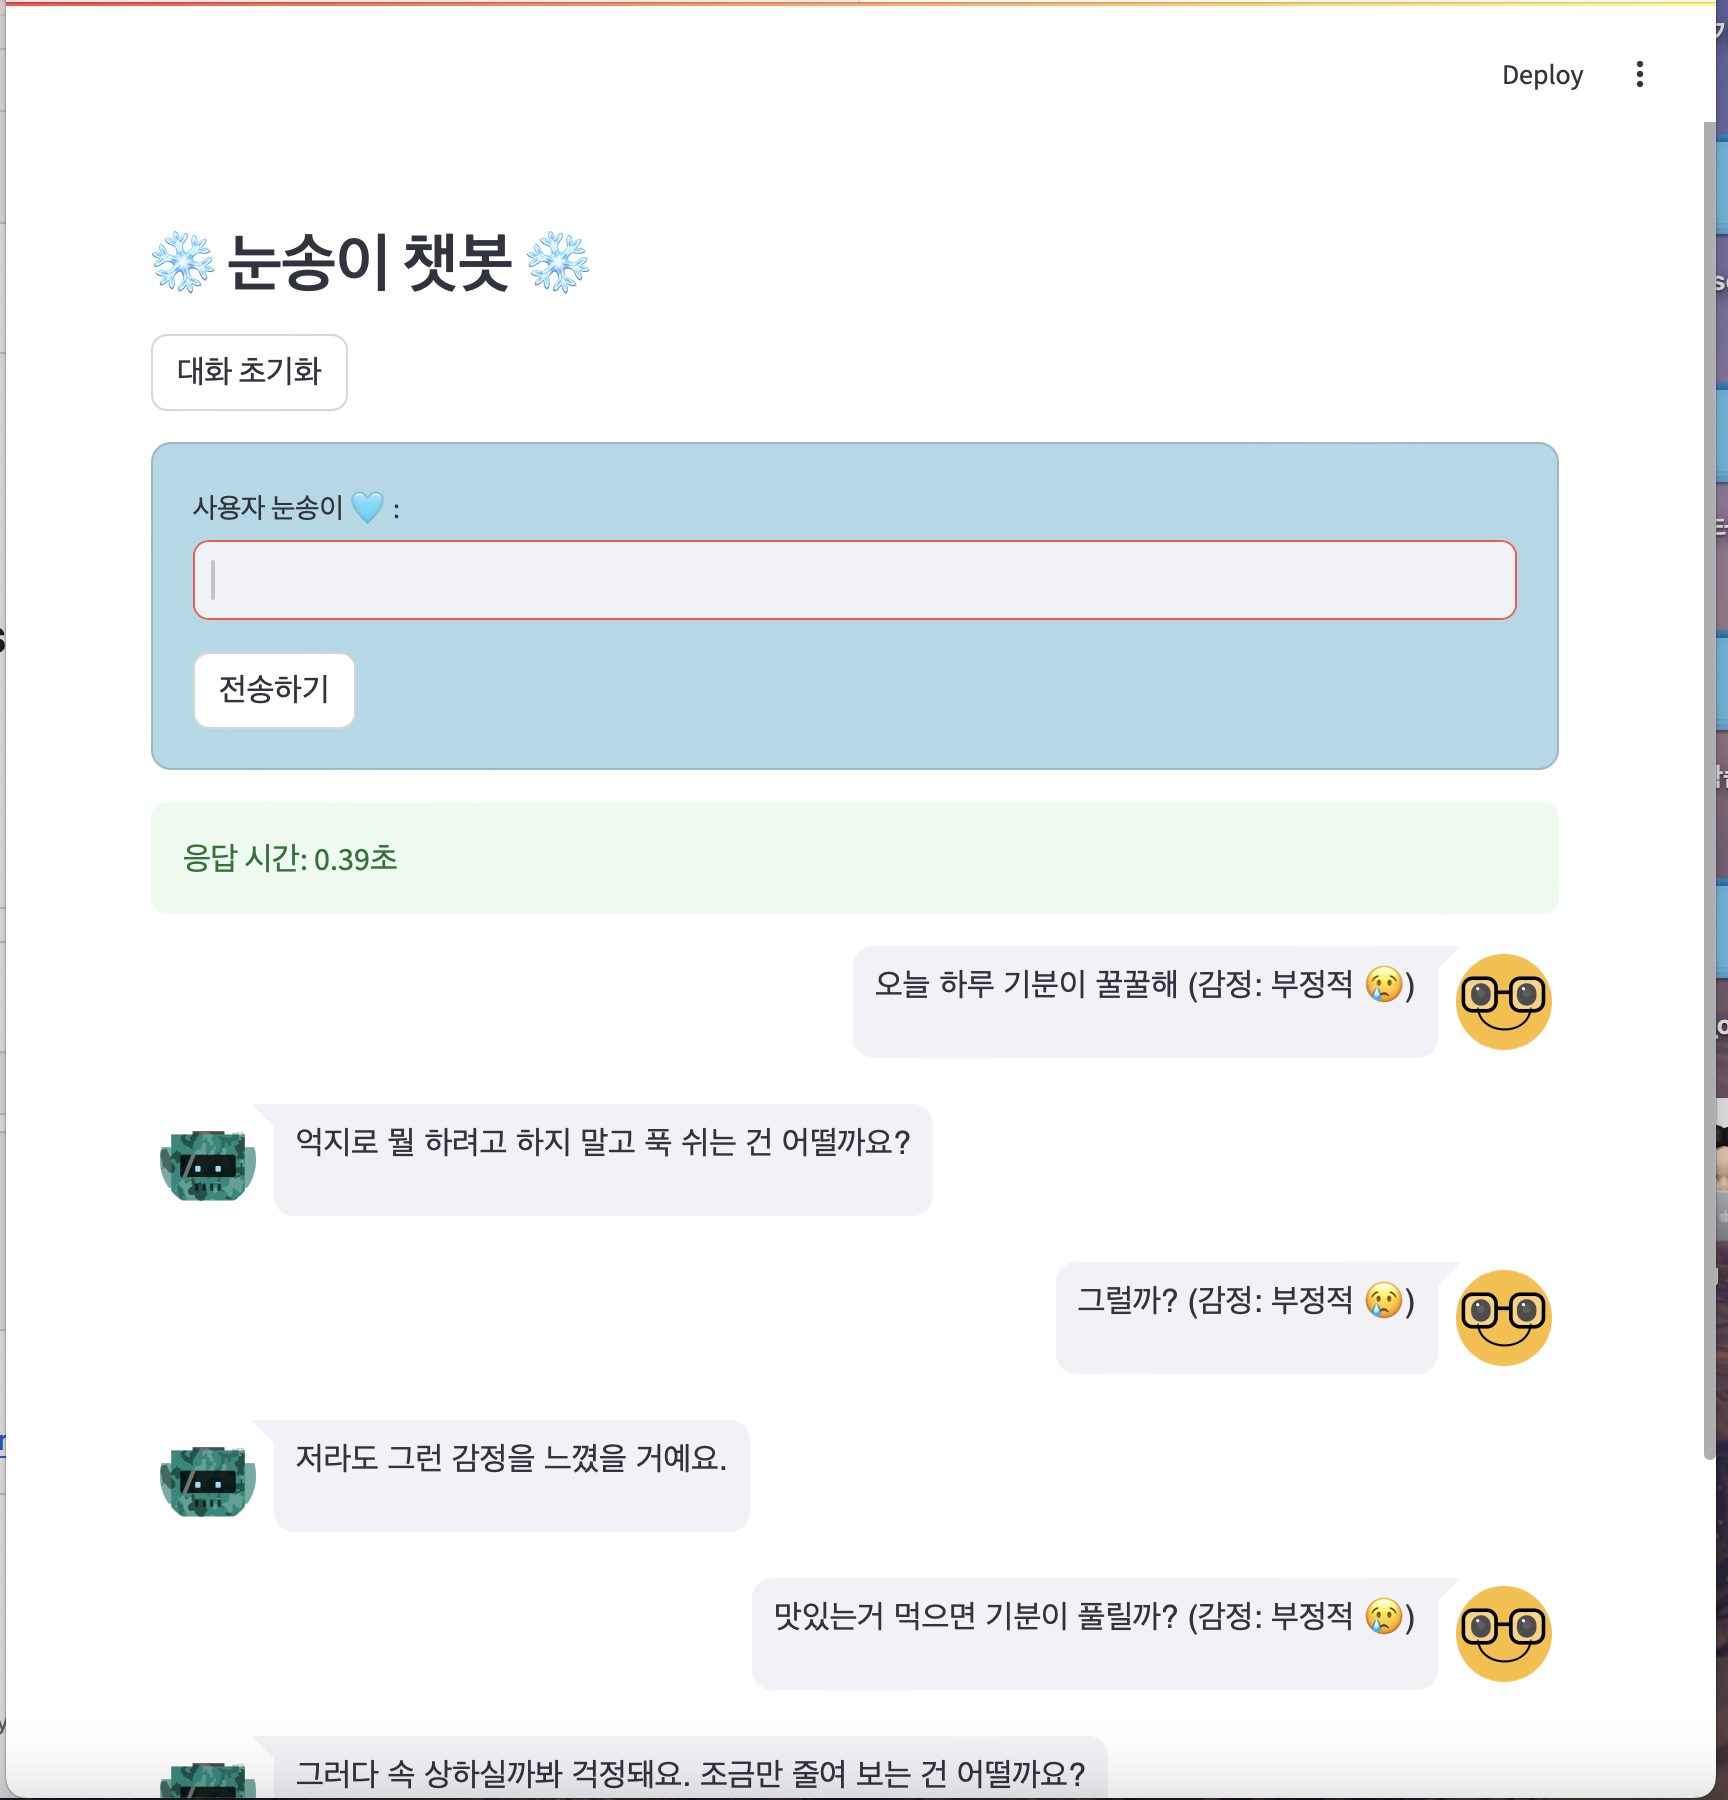 Deploy
❄️ 눈송이 챗봇 ❄️
대화 초기화
사용자 눈송이 🩵 :
전송하기
응답 시간: 0.39초
오늘 하루 기분이 꿀꿀해 (감정: 부정적 😢)
억지로 뭘 하려고 하지 말고 푹 쉬는 건 어떨까요?
그럴까? (감정: 부정적 😢)
저라도 그런 감정을 느꼈을 거예요.
맛있는거 먹으면 기분이 풀릴까? (감정: 부정적 😢)
그러다 속 상하실까봐 걱정돼요. 조금만 줄여 보는 건 어떨까요?